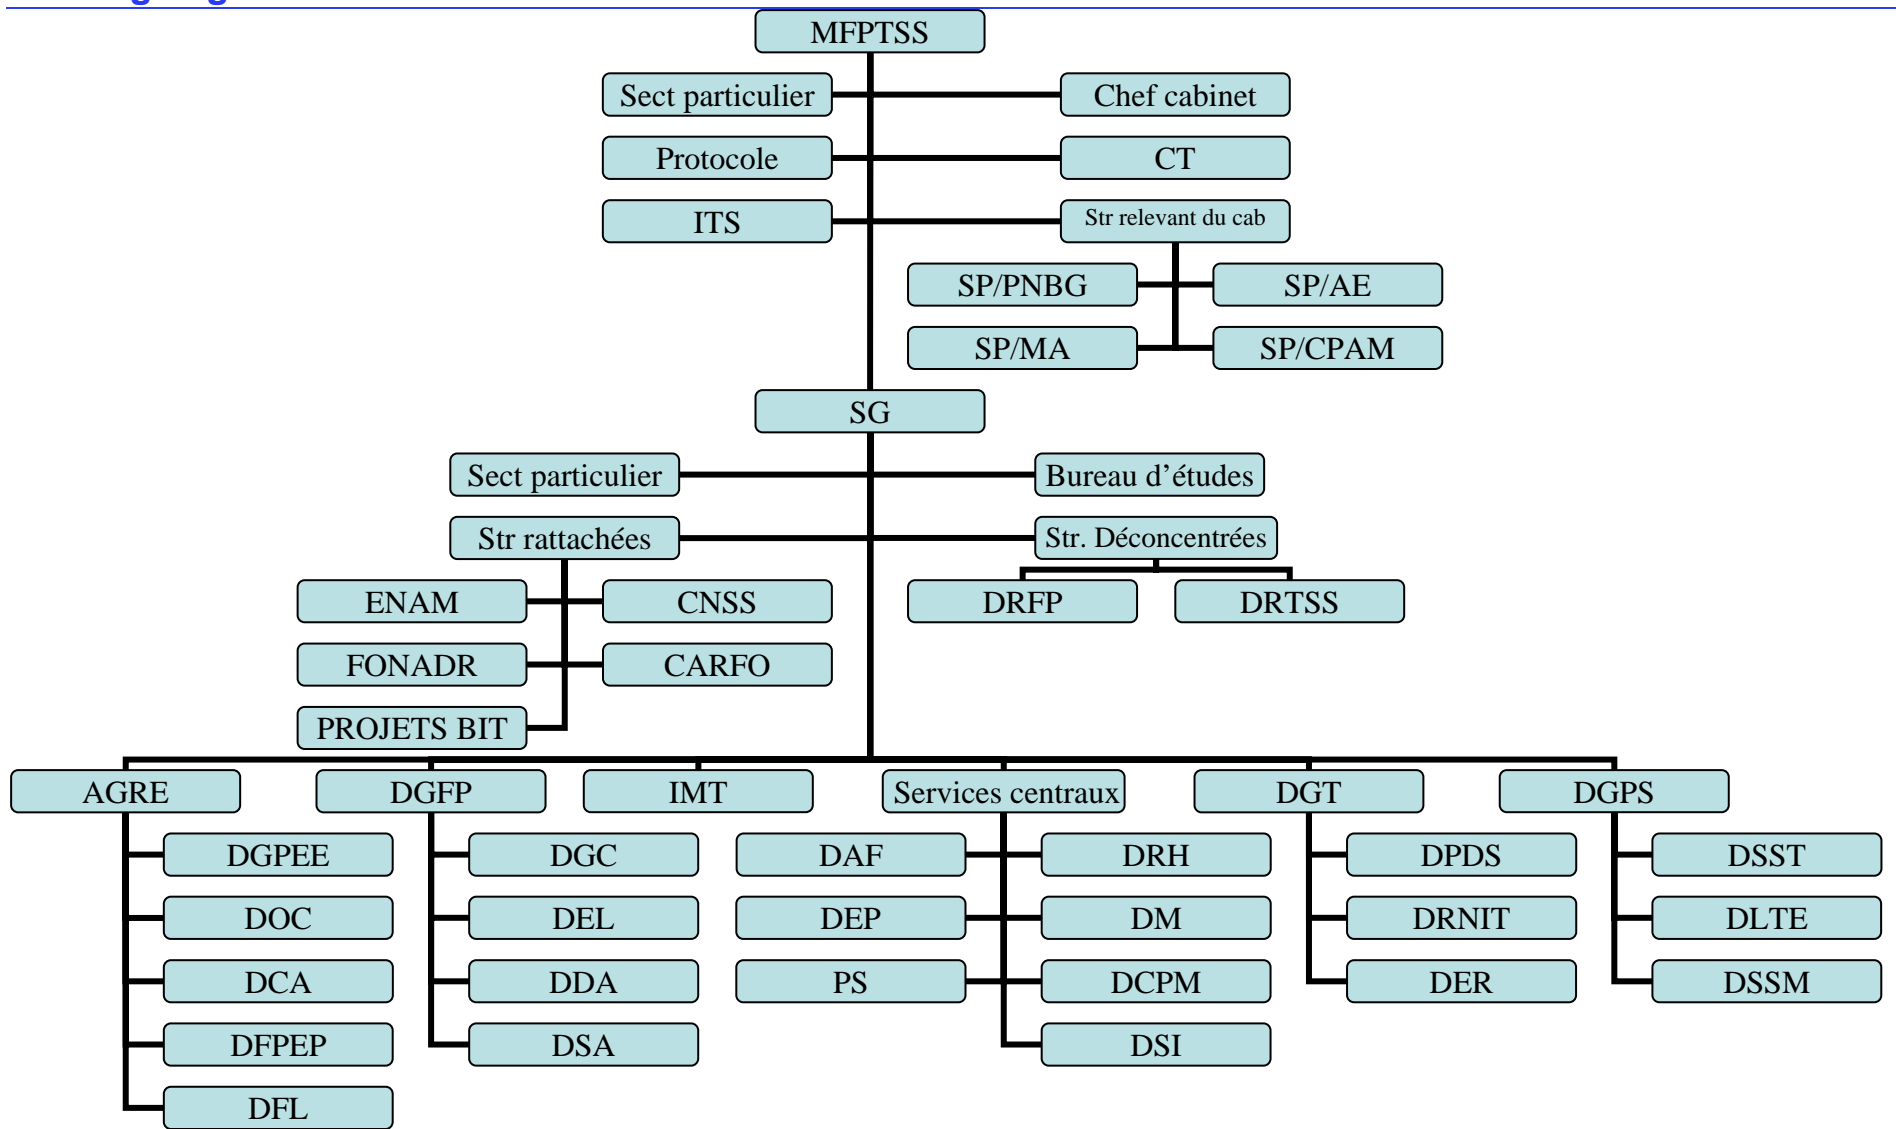 MFPTSS
Sect particulier
Chef cabinet
Protocole
CT
ITS
Str relevant du cab
SP/PNBG
SP/AE
SP/MA
SP/CPAM
SG
Sect particulier
Bureau d’études
Str rattachées
Str. Déconcentrées
ENAM
CNSS
DRFP
DRTSS
FONADR
CARFO
PROJETS BIT
AGRE
DGFP
IMT
Services centraux
DGT
DGPS
DGPEE
DGC
DAF
DRH
DPDS
DSST
DOC
DEL
DEP
DM
DRNIT
DLTE
DCA
DDA
PS
DCPM
DER
DSSM
DFPEP
DSA
DSI
DFL